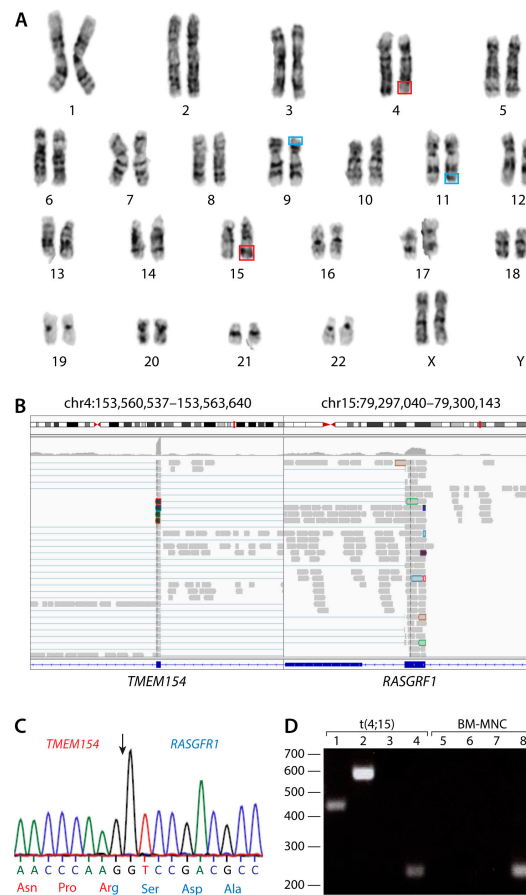 A
1 2 3 4 5
6 7 8 9 10 11 12
13 14 15 16 17 18
19 20 21 22 X Y
B
chr4:153,560,537–153,563,640 chr15:79,297,040–79,300,143
TMEM154 RASGRF1
C
TMEM154 RASGFR1
A A C C C A A G G T C C G A C G C C
Asn Pro Arg Ser Asp Ala
D
t(4;15) BM-MNC
1 2 3 4 5 6 7 8
700
600
500
400
300
200